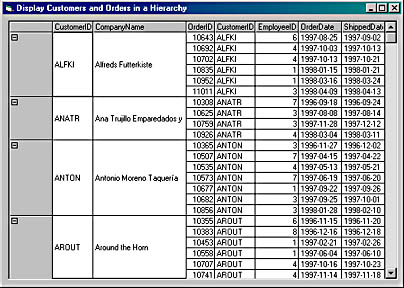 Display Customers and Orders in a Hierarchy
CustomerID CompanyName OrderID CustomerID EmployeeID OrderDate ShippedDat
10643 ALFKI 6 1997-08-25 1997-09-02
10692 ALFKI 4 1997-10-03 1997-10-13
10702 ALFKI 4 1997-10-13 1997-10-21
ALFKI Alfreds Futterkiste 10835 ALFKI 1 1998-01-15 1998-01-21
10952 ALFKI 1 1998-03-16 1998-03-24
11011 ALFKI 3 1998-04-09 1998-04-13
10308 ANATR 7 1996-09-18 1996-09-24
10625 ANATR 3 1997-08-08 1997-08-14
ANATR Ana Trujillo Emparedados y 10759 ANATR 3 1997-11-28 1997-12-12
10926 ANATR 4 1998-03-04 1998-03-11
10365 ANTON 3 1996-11-27 1996-12-02
10507 ANTON 7 1997-04-15 1997-04-22
10535 ANTON 4 1997-05-13 1997-05-21
ANTON Antonio Moreno Taquería 10573 ANTON 7 1997-06-19 1997-06-20
10677 ANTON 1 1997-09-22 1997-09-26
10682 ANTON 3 1997-09-25 1997-10-01
10856 ANTON 3 1998-01-28 1998-02-10
10355 AROUT 6 1996-11-15 1996-11-20
10383 AROUT 8 1996-12-16 1996-12-18
AROUT Around the Horn 10453 AROUT 1 1997-02-21 1997-02-26
10558 AROUT 1 1997-06-04 1997-06-10
10707 AROUT 4 1997-10-16 1997-10-23
10741 AROUT 4 1997-11-14 1997-11-18